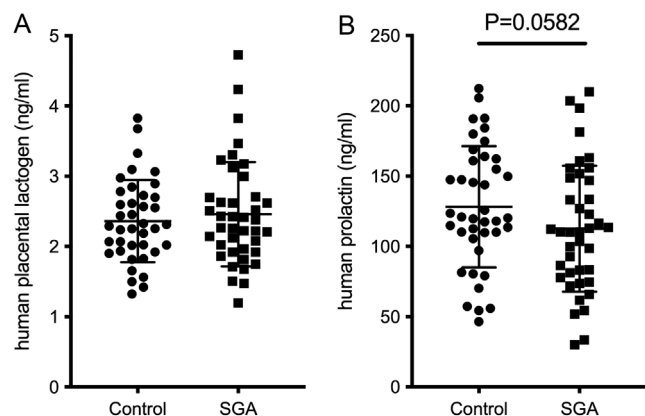 A
human placental lactogen (ng/ml)
5
4
3
2
1
0
Control
SGA
B
P=0.0582
human prolactin (ng/ml)
250
200
150
100
50
0
Control
SGA